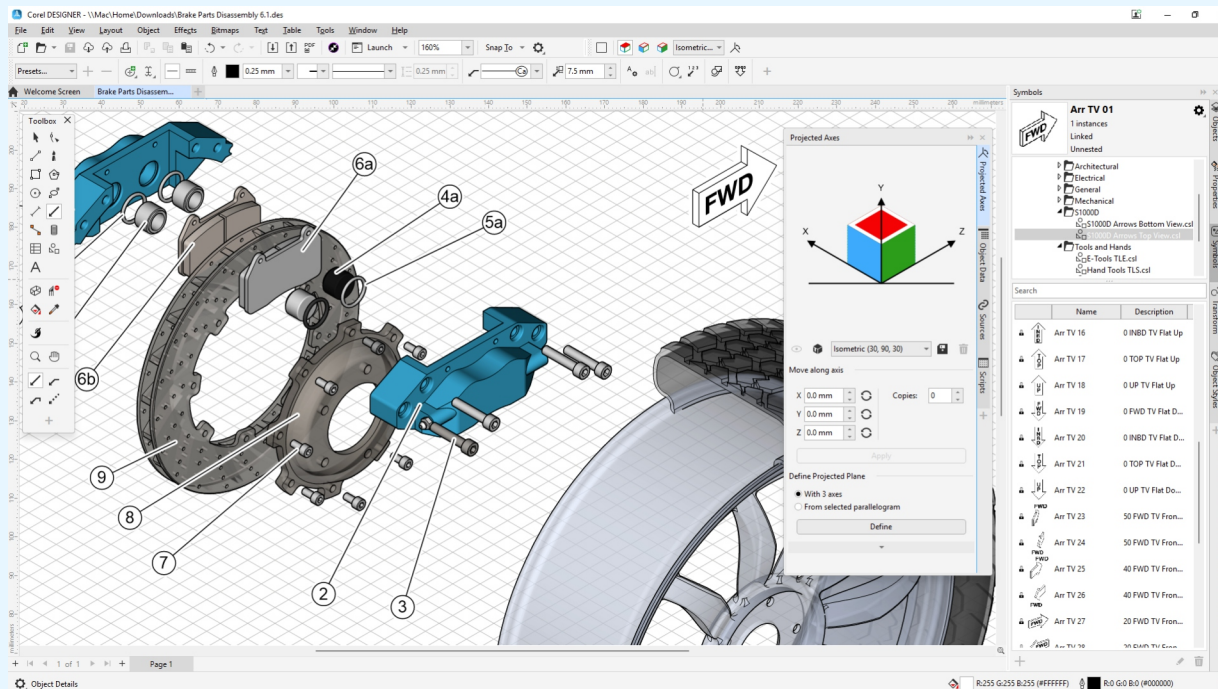 Corel DESIGNER - \\Mac\Home\Downloads\Brake Parts Disassembly 6.1.des
File Edit View Layout Object Effects Bitmaps Text Table Tools Window Help
PDF Launch 160% Snap To Isometric...
Presets... 0.25 mm 0.25 mm 7.5 mm
Welcome Screen Brake Parts Disassem...
millimeters
Toolbox
6a
4a
5a
6b
9
8
7
2
3
FWD
Projected Axes
Y
X
Z
Isometric (30, 90, 30)
Move along axis
X 0.0 mm Copies: 0
Y 0.0 mm
Z 0.0 mm
Apply
Define Projected Plane
With 3 axes
From selected parallelogram
Define
Projected Axes
Object Data
Sources
Scripts
Symbols
FWD
Arr TV 01
1 instances
Linked
Unnested
Architectural
Electrical
General
Mechanical
S1000D
S1000D Arrows Bottom View.csl
S1000D Arrows Top View.csl
Tools and Hands
E-Tools TLE.csl
Hand Tools TLS.csl
Search
Name Description
Arr TV 16 0 INBD TV Flat Up
Arr TV 17 0 TOP TV Flat Up
Arr TV 18 0 UP TV Flat Up
Arr TV 19 0 FWD TV Flat D...
Arr TV 20 0 INBD TV Flat D...
Arr TV 21 0 TOP TV Flat D...
Arr TV 22 0 UP TV Flat Do...
Arr TV 23 50 FWD TV Fron...
Arr TV 24 50 FWD TV Fron...
Arr TV 25 40 FWD TV Fron...
Arr TV 26 40 FWD TV Fron...
Arr TV 27 20 FWD TV Fron...
Arr TV 28 20 FWD TV Fron...
Objects
Properties
Symbols
Transform
Object Styles
1 of 1 Page 1
Object Details
R:255 G:255 B:255 (#FFFFFF) R:0 G:0 B:0 (#000000)